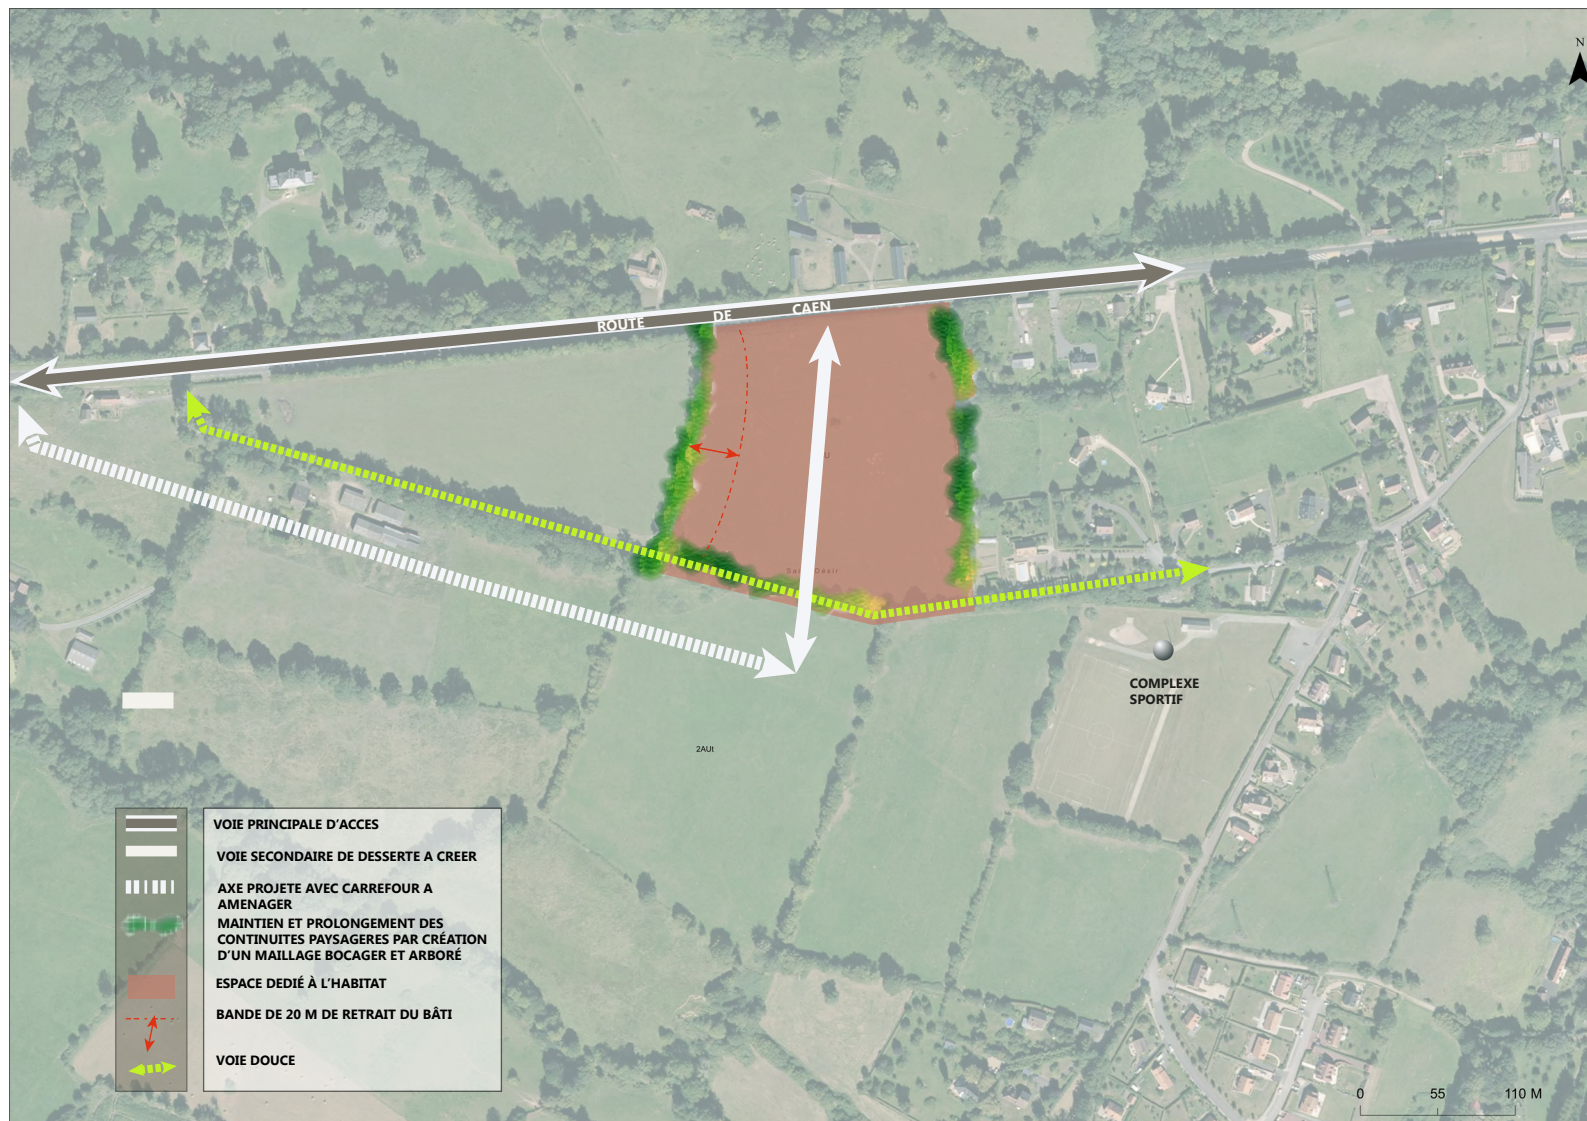 N
ROUTE DE CAEN
U
COMPLEXE
SPORTIF
2AUt
VOIE PRINCIPALE D'ACCES
VOIE SECONDAIRE DE DESSERTE A CREER
AXE PROJETE AVEC CARREFOUR A
AMENAGER
MAINTIEN ET PROLONGEMENT DES
CONTINUITES PAYSAGERES PAR CRÉATION
D'UN MAILLAGE BOCAGER ET ARBORÉ
ESPACE DEDIÉ À L'HABITAT
BANDE DE 20 M DE RETRAIT DU BÂTI
VOIE DOUCE
0 55 110 M